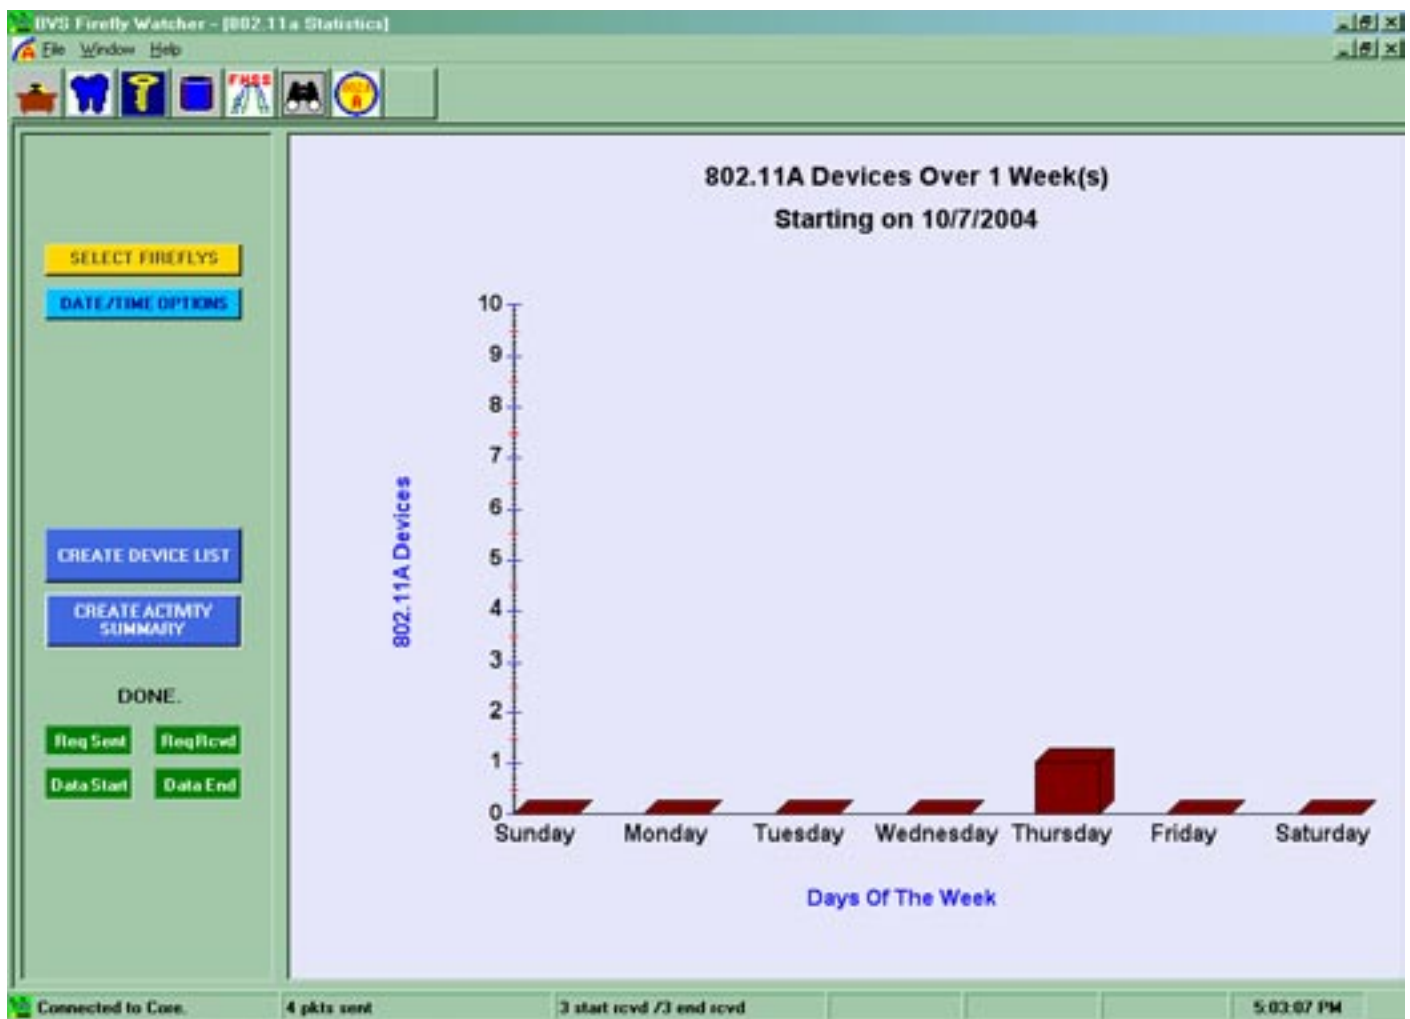 BVS Firefly Watcher - [802.11a Statistics]
File Window Help
FHSS
802.11
A
SELECT FIREFLYS
DATE/TIME OPTIONS
CREATE DEVICE LIST
CREATE ACTIVITY
SUMMARY
DONE.
Req Sent Req Rcvd
Data Start Data End
802.11A Devices Over 1 Week(s)
Starting on 10/7/2004
802.11A Devices
10
9
8
7
6
5
4
3
2
1
0
Sunday Monday Tuesday Wednesday Thursday Friday Saturday
Days Of The Week
Connected to Core. 4 pkts sent 3 start rcvd /3 end rcvd 5:03:07 PM